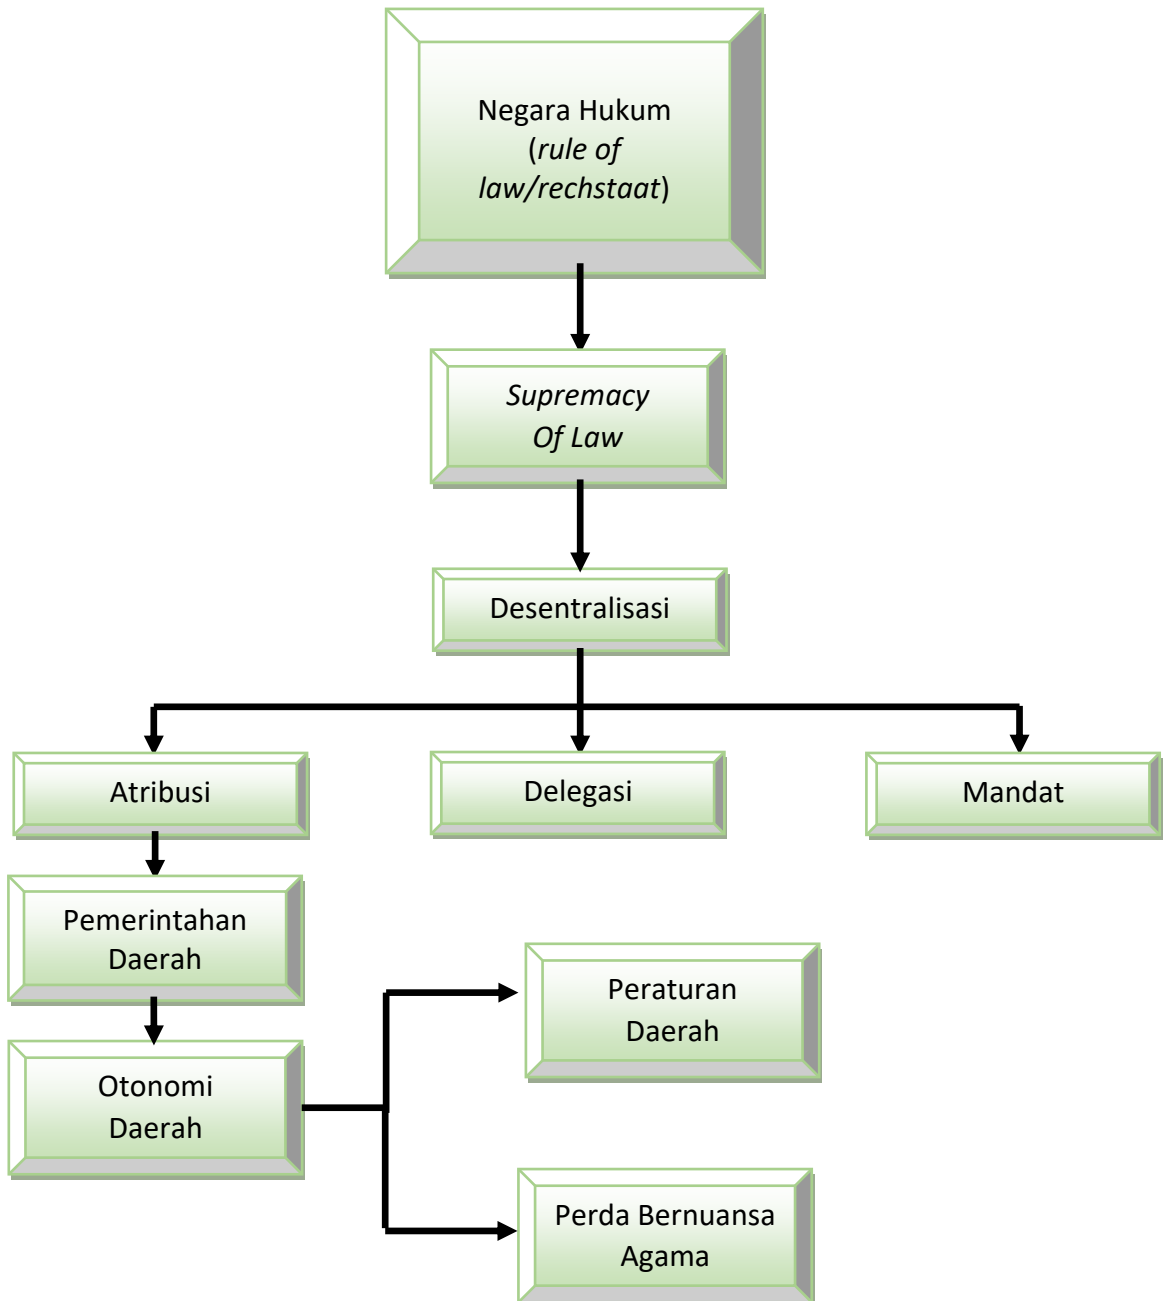 Negara Hukum
(rule of
law/rechstaat)
Supremacy
Of Law
Desentralisasi
Atribusi
Delegasi
Mandat
Pemerintahan
Daerah
Peraturan
Daerah
Otonomi
Daerah
Perda Bernuansa
Agama